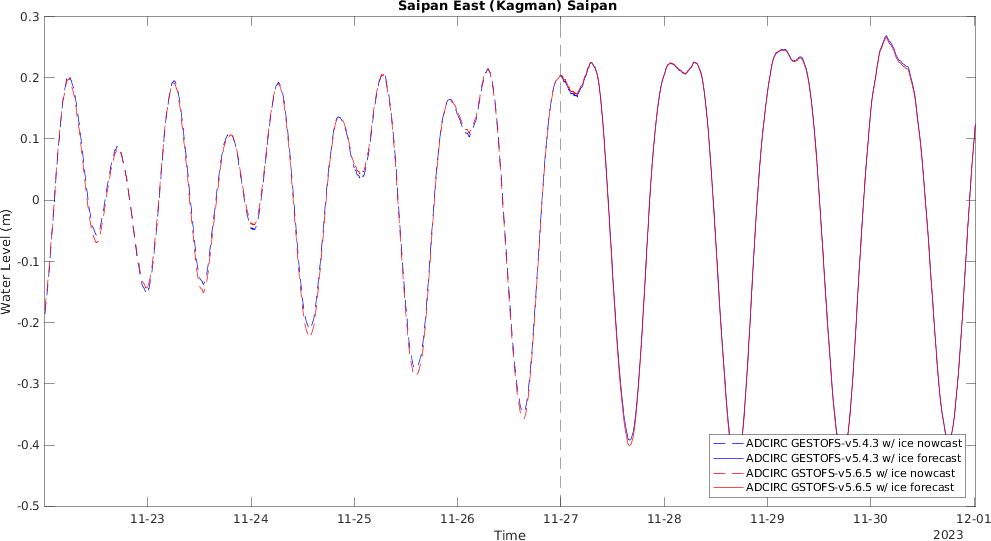 Saipan East (Kagman) Saipan
Water Level (m)
0.3
0.2
0.1
0
-0.1
-0.2
-0.3
-0.4
-0.5
ADCIRC GESTOFS-v5.4.3 w/ ice nowcast
ADCIRC GESTOFS-v5.4.3 w/ ice forecast
ADCIRC GSTOFS-v5.6.5 w/ ice nowcast
ADCIRC GSTOFS-v5.6.5 w/ ice forecast
11-23 11-24 11-25 11-26 11-27 11-28 11-29 11-30 12-01
Time
2023